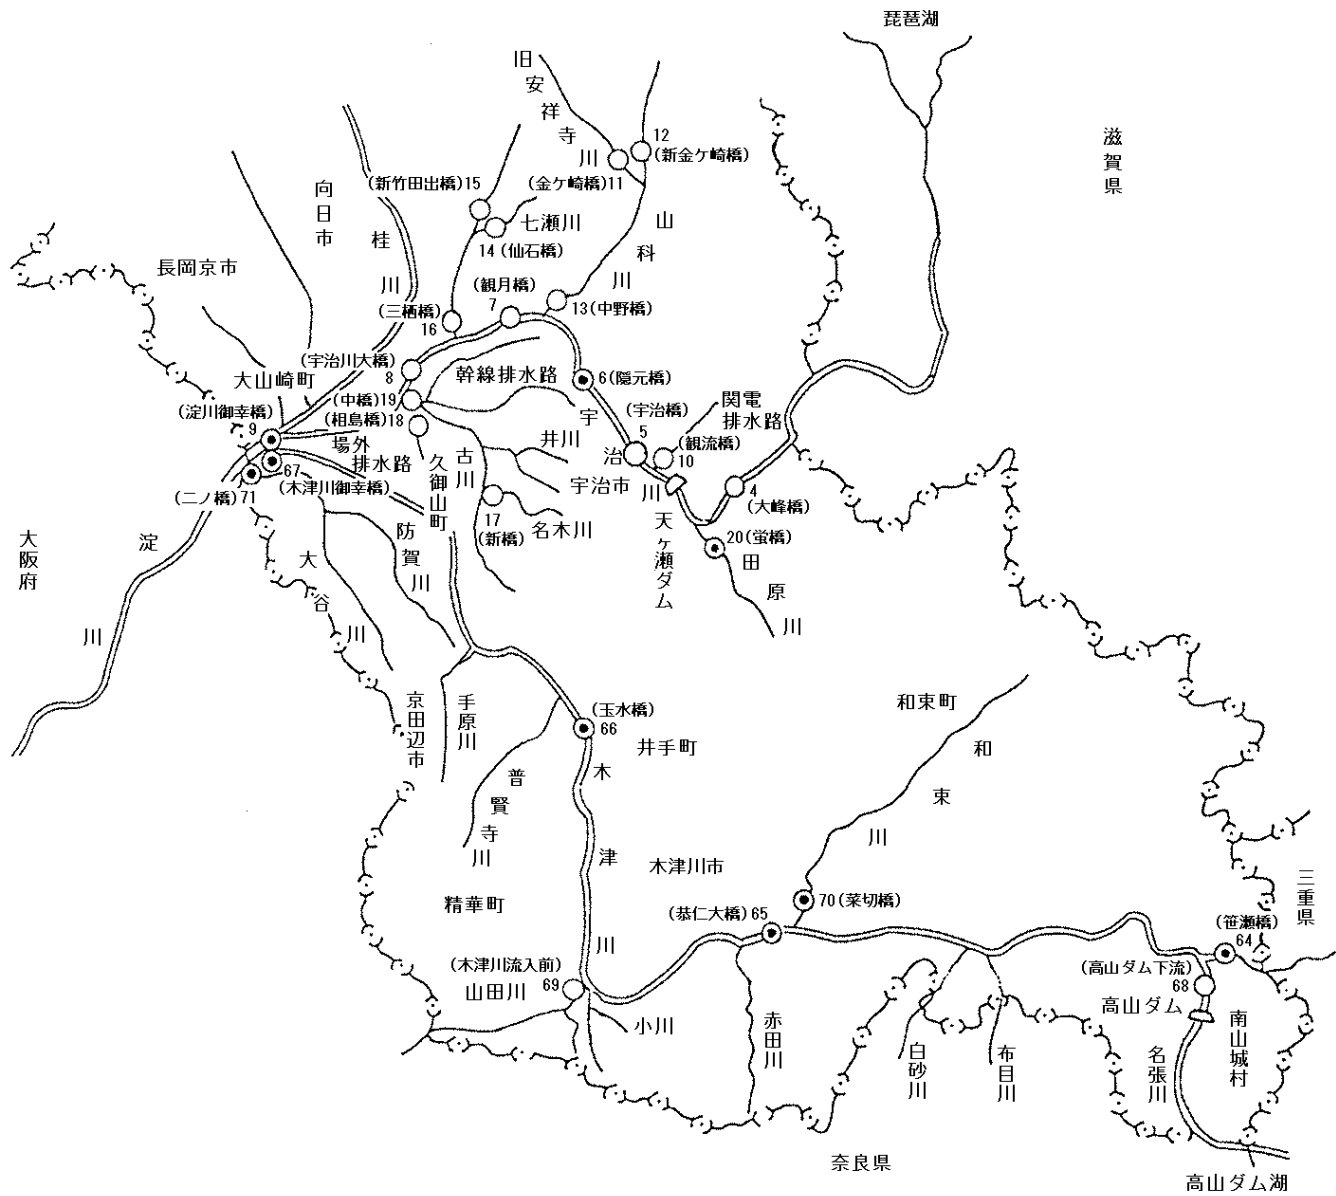 琵琶湖
滋賀県
旧安祥寺川
12
(新金ケ崎橋)
(金ケ崎橋)11
(新竹田出橋)15
向日市
桂川
七瀬川
14(仙石橋)
山科川
長岡京市
(観月橋)
7
13(中野橋)
(三栖橋)
16
(宇治川大橋)
8
大山崎町
幹線排水路
6(隠元橋)
関電排水路
(中橋)19
(淀川御幸橋)
9
(相島橋)18
(宇治橋)
5
(観流橋)
10
宇治川
場外排水路
井川
古川
久御山町
宇治市
67
(木津川御幸橋)
(二ノ橋)71
4
(大峰橋)
17
(新橋)
名木川
天ヶ瀬ダム
20(蛍橋)
田原川
大阪府
淀川
防賀川
大谷川
京田辺市
手原川
(玉水橋)
66
井手町
和束町
和束川
普賢寺川
木津川
木津川市
精華町
三重県
(恭仁大橋)65
70(菜切橋)
(笹瀬橋)
64
(木津川流入前)
69
山田川
(高山ダム下流)
68
高山ダム
小川
赤田川
白砂川
布目川
名張川
南山城村
奈良県
高山ダム湖